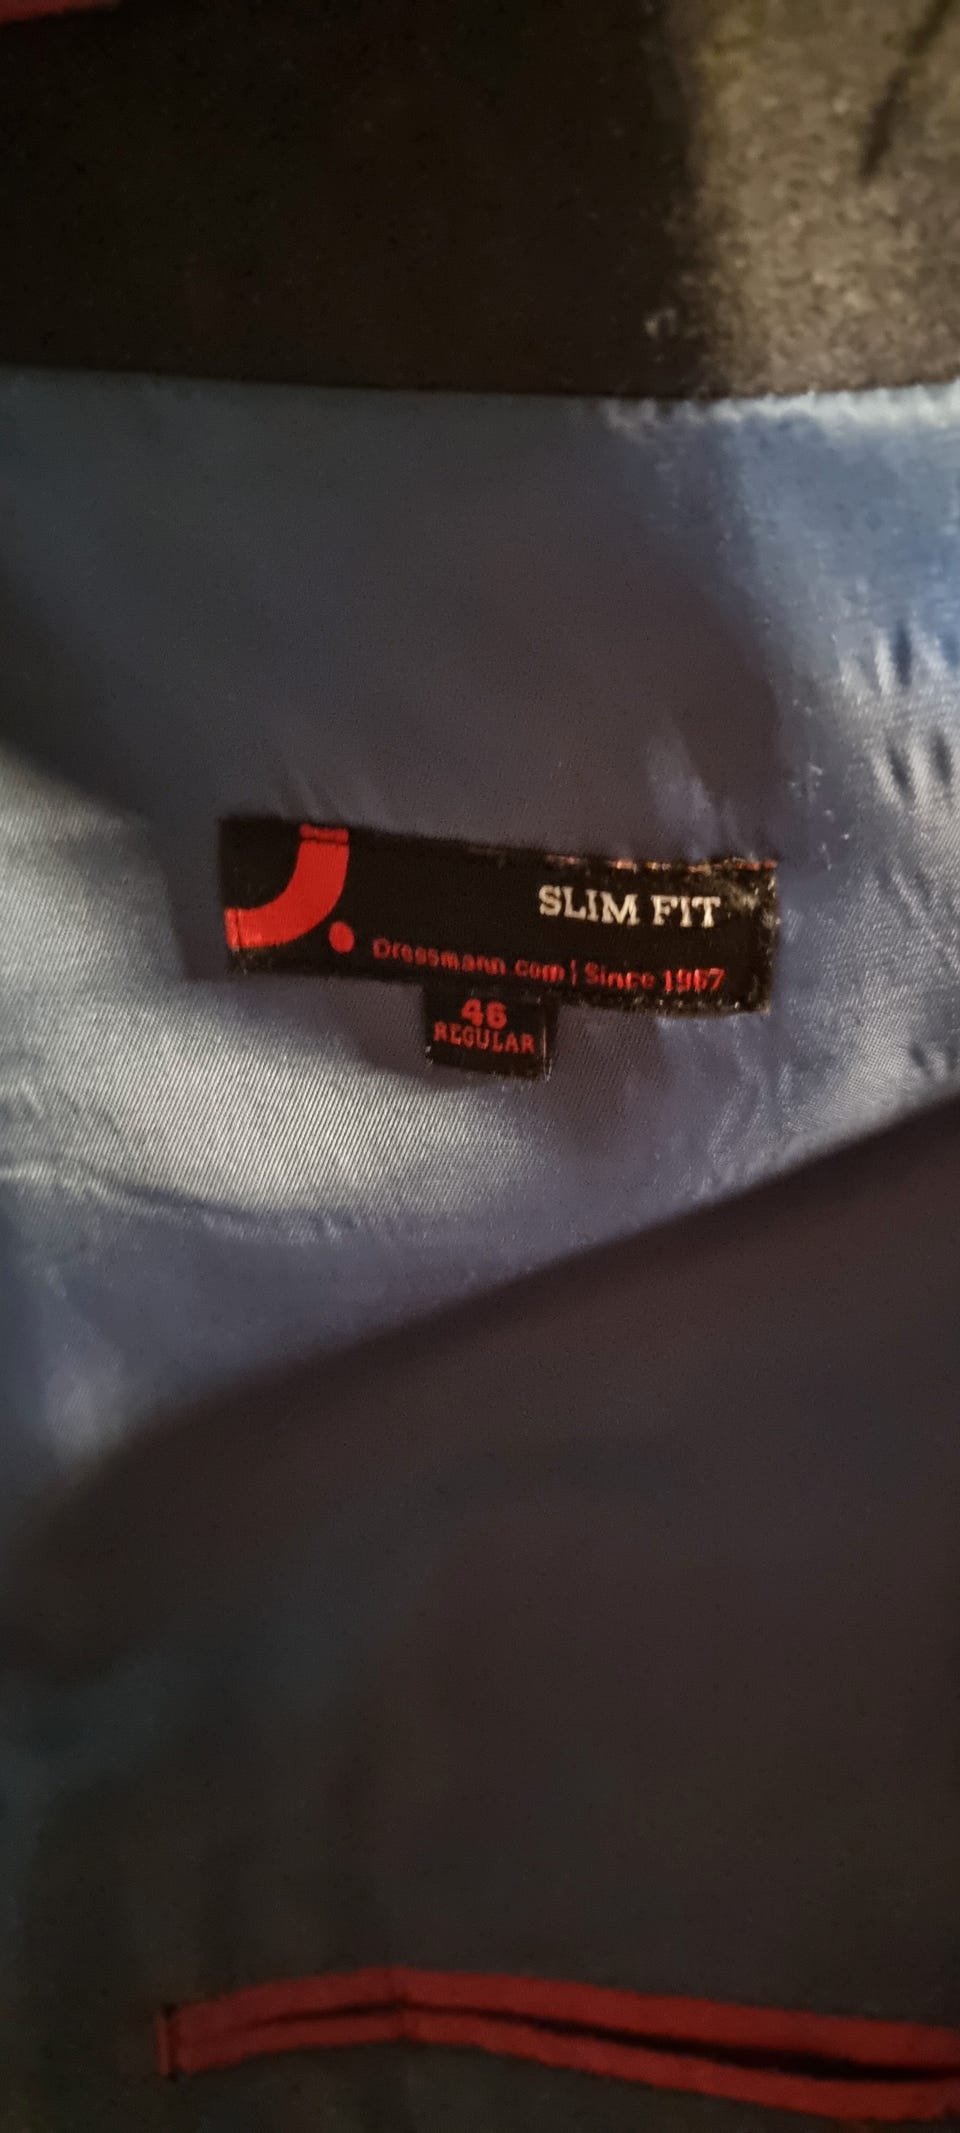 SLIM FIT
Dressmann.com | Since 1967
46
REGULAR